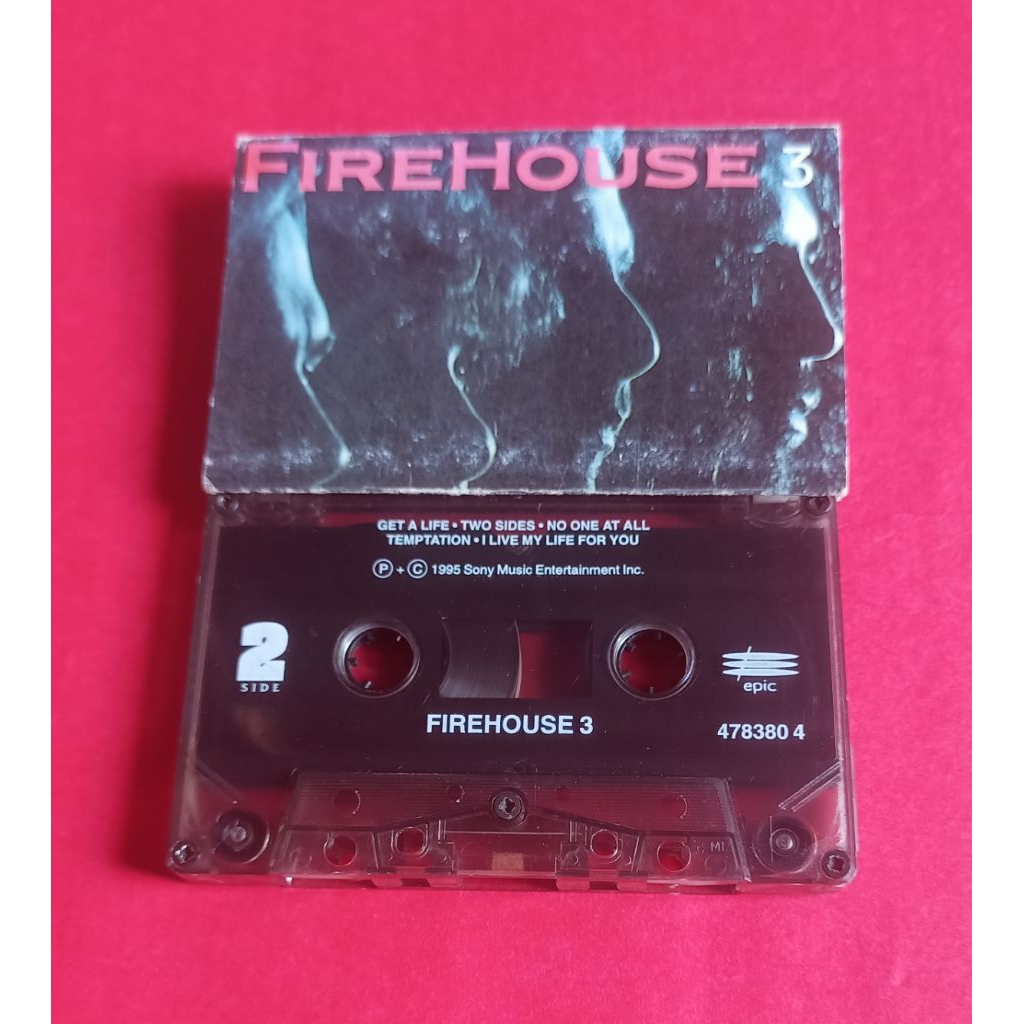 FIREHOUSE 3
GET A LIFE • TWO SIDES • NO ONE AT ALL
TEMPTATION • I LIVE MY LIFE FOR YOU
Ⓟ + Ⓒ 1995 Sony Music Entertainment Inc.
2
SIDE
epic
FIREHOUSE 3
478380 4